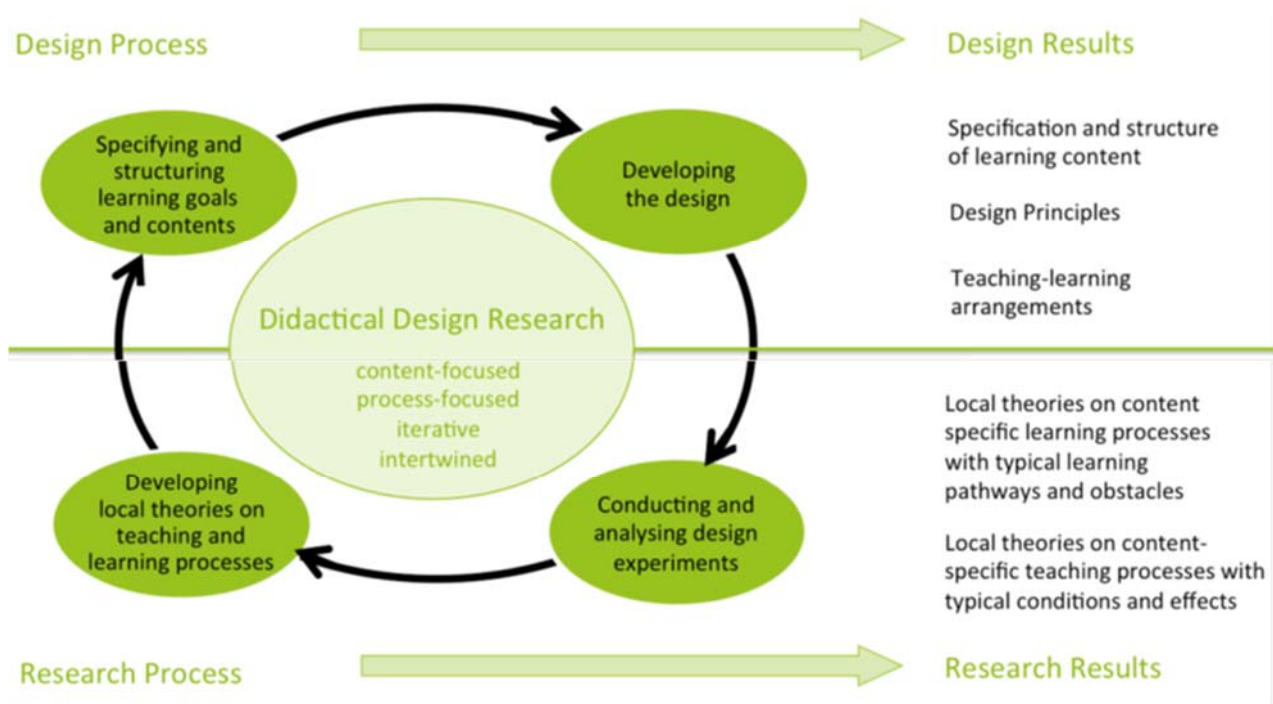 Design Process
Design Results
Specifying and
structuring
learning goals
and contents
Developing
the design
Specification and structure
of learning content
Design Principles
Teaching-learning
arrangements
Didactical Design Research
content-focused
process-focused
iterative
intertwined
Developing
local theories on
teaching and
learning processes
Conducting and
analysing design
experiments
Local theories on content
specific learning processes
with typical learning
pathways and obstacles
Local theories on content-
specific teaching processes with
typical conditions and effects
Research Process
Research Results